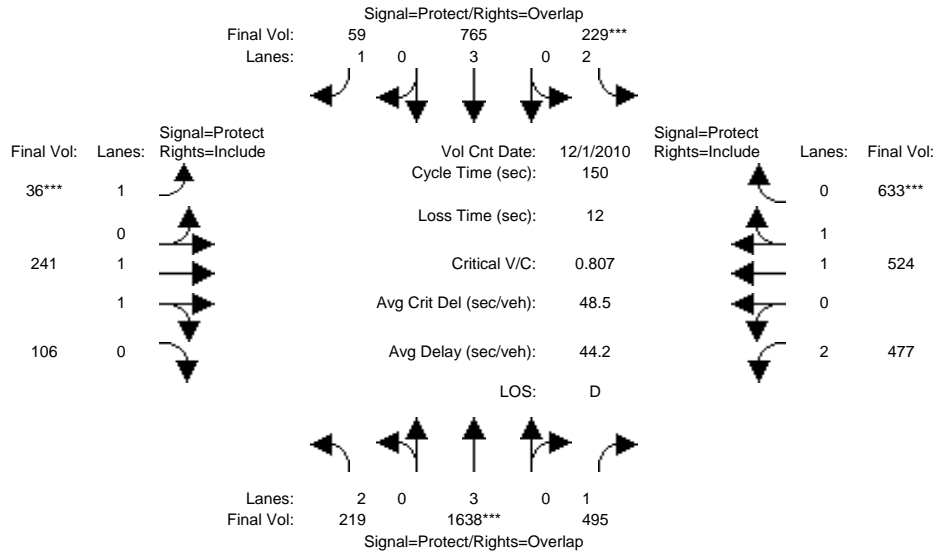 Signal=Protect/Rights=Overlap
Final Vol: 59 765 229***
Lanes: 1 0 3 0 2
Signal=Protect Signal=Protect
Final Vol: Lanes: Rights=Include Vol Cnt Date: 12/1/2010 Rights=Include Lanes: Final Vol:
Cycle Time (sec): 150
36*** 1 0 633***
Loss Time (sec): 12
0 1
241 1 Critical V/C: 0.807 1 524
1 Avg Crit Del (sec/veh): 48.5 0
106 0 Avg Delay (sec/veh): 44.2 2 477
LOS: D
Lanes: 2 0 3 0 1
Final Vol: 219 1638*** 495
Signal=Protect/Rights=Overlap